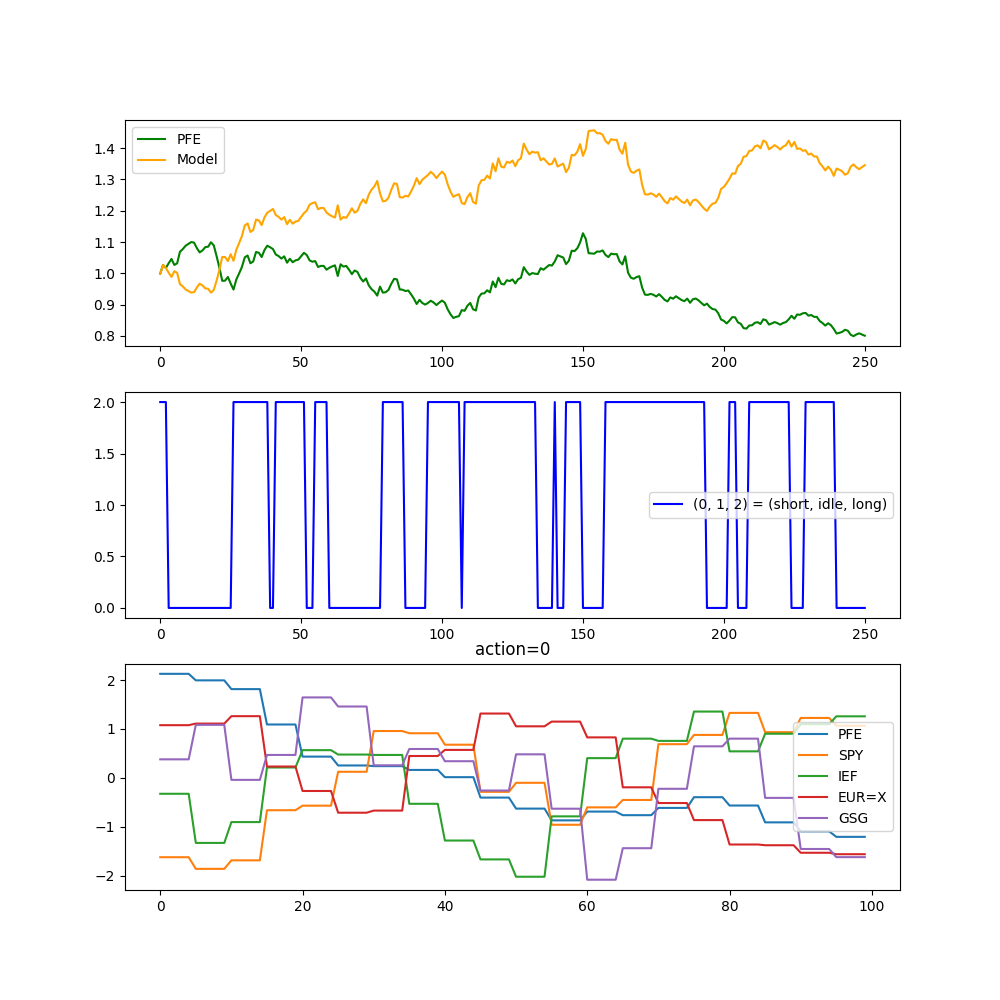 PFE
Model
1.4
1.3
1.2
1.1
1.0
0.9
0.8
0 50 100 150 200 250
2.0
1.5
1.0
0.5
0.0
(0, 1, 2) = (short, idle, long)
0 50 100 150 200 250
action=0
2
1
0
−1
−2
PFE
SPY
IEF
EUR=X
GSG
0 20 40 60 80 100